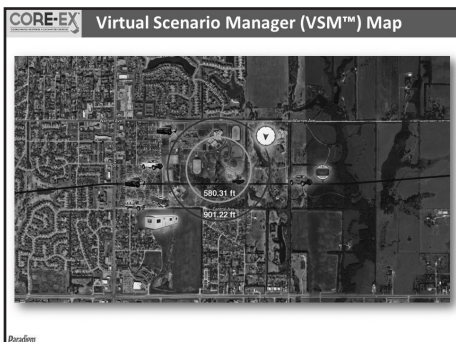 CORE-EX
Virtual Scenario Manager (VSM™) Map
580.31 ft
901.22 ft
Paradigm